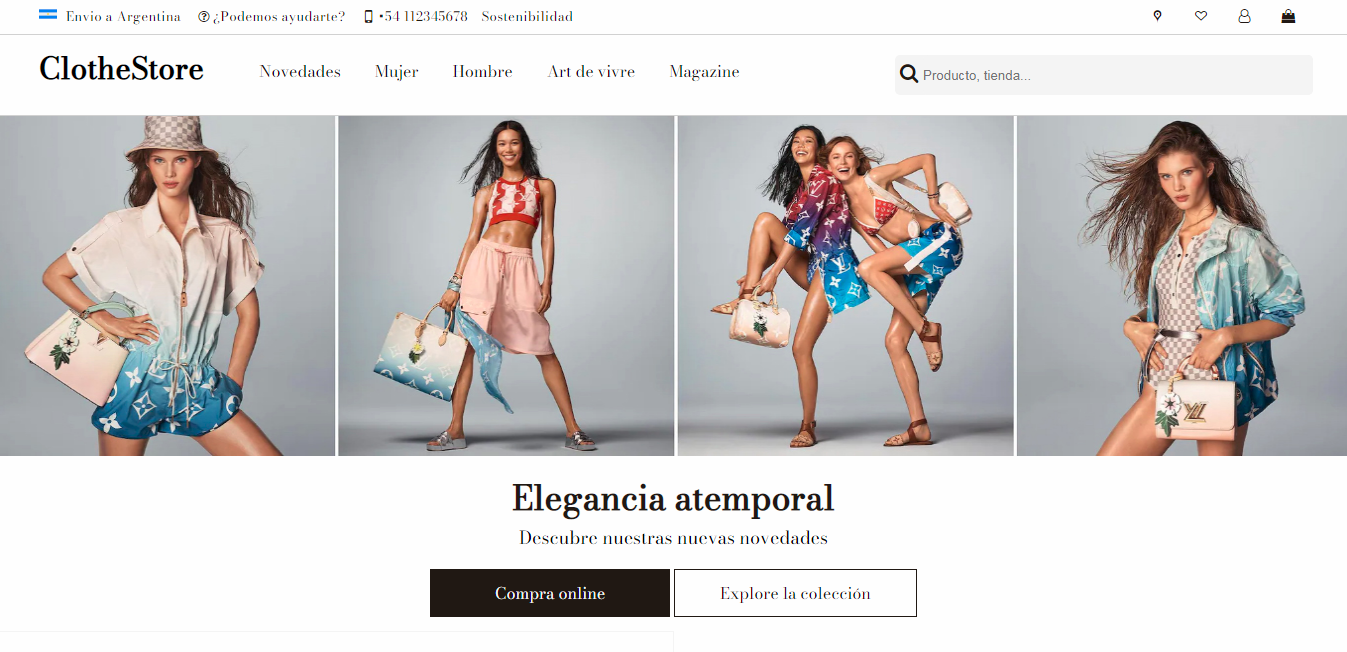 Envio a Argentina ¿Podemos ayudarte? +54 112345678 Sostenibilidad
ClotheStore Novedades Mujer Hombre Art de vivre Magazine Producto, tienda...
Elegancia atemporal
Descubre nuestras nuevas novedades
Compra online Explore la colección